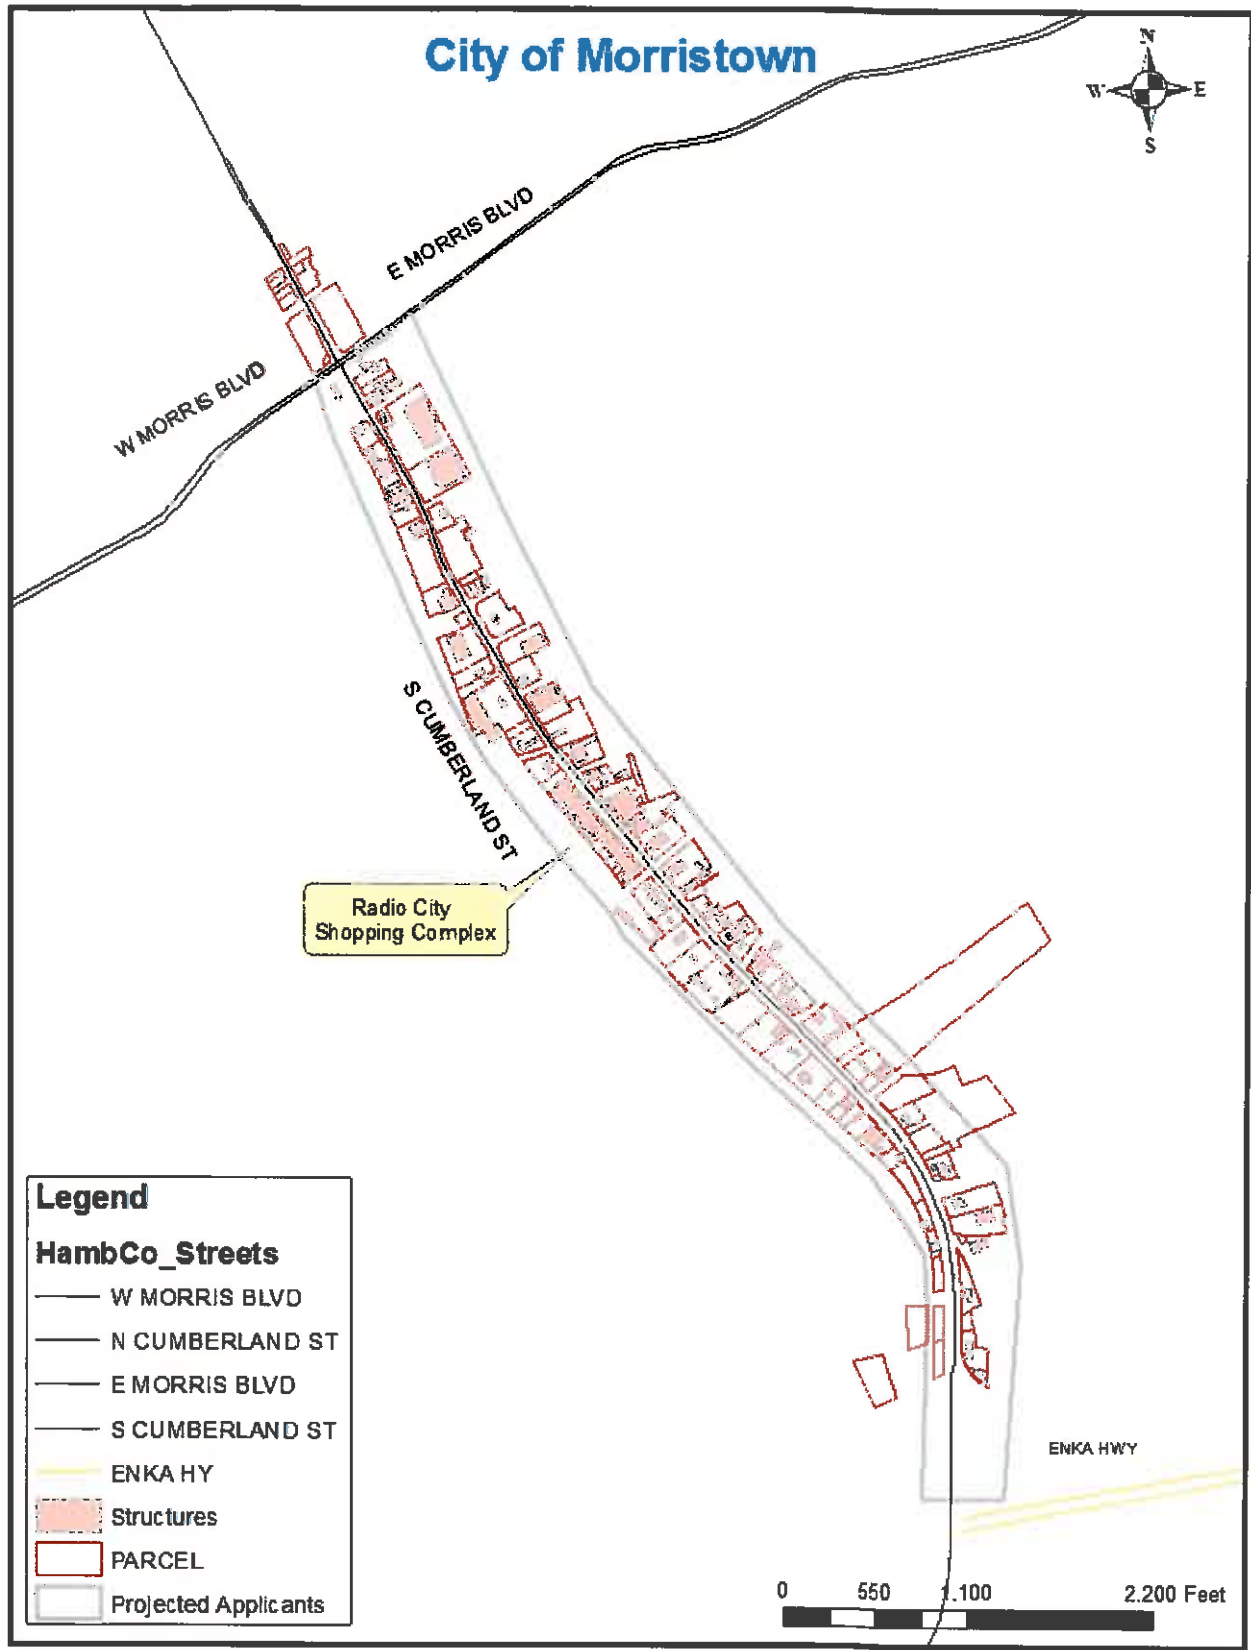 City of Morristown
N
W
E
S
E MORRIS BLVD
W MORRIS BLVD
S CUMBERLAND ST
Radio City
Shopping Complex
Legend
HambCo_Streets
W MORRIS BLVD
N CUMBERLAND ST
E MORRIS BLVD
S CUMBERLAND ST
ENKA HY
Structures
PARCEL
Projected Applicants
ENKA HWY
0 550 1.100 2.200 Feet